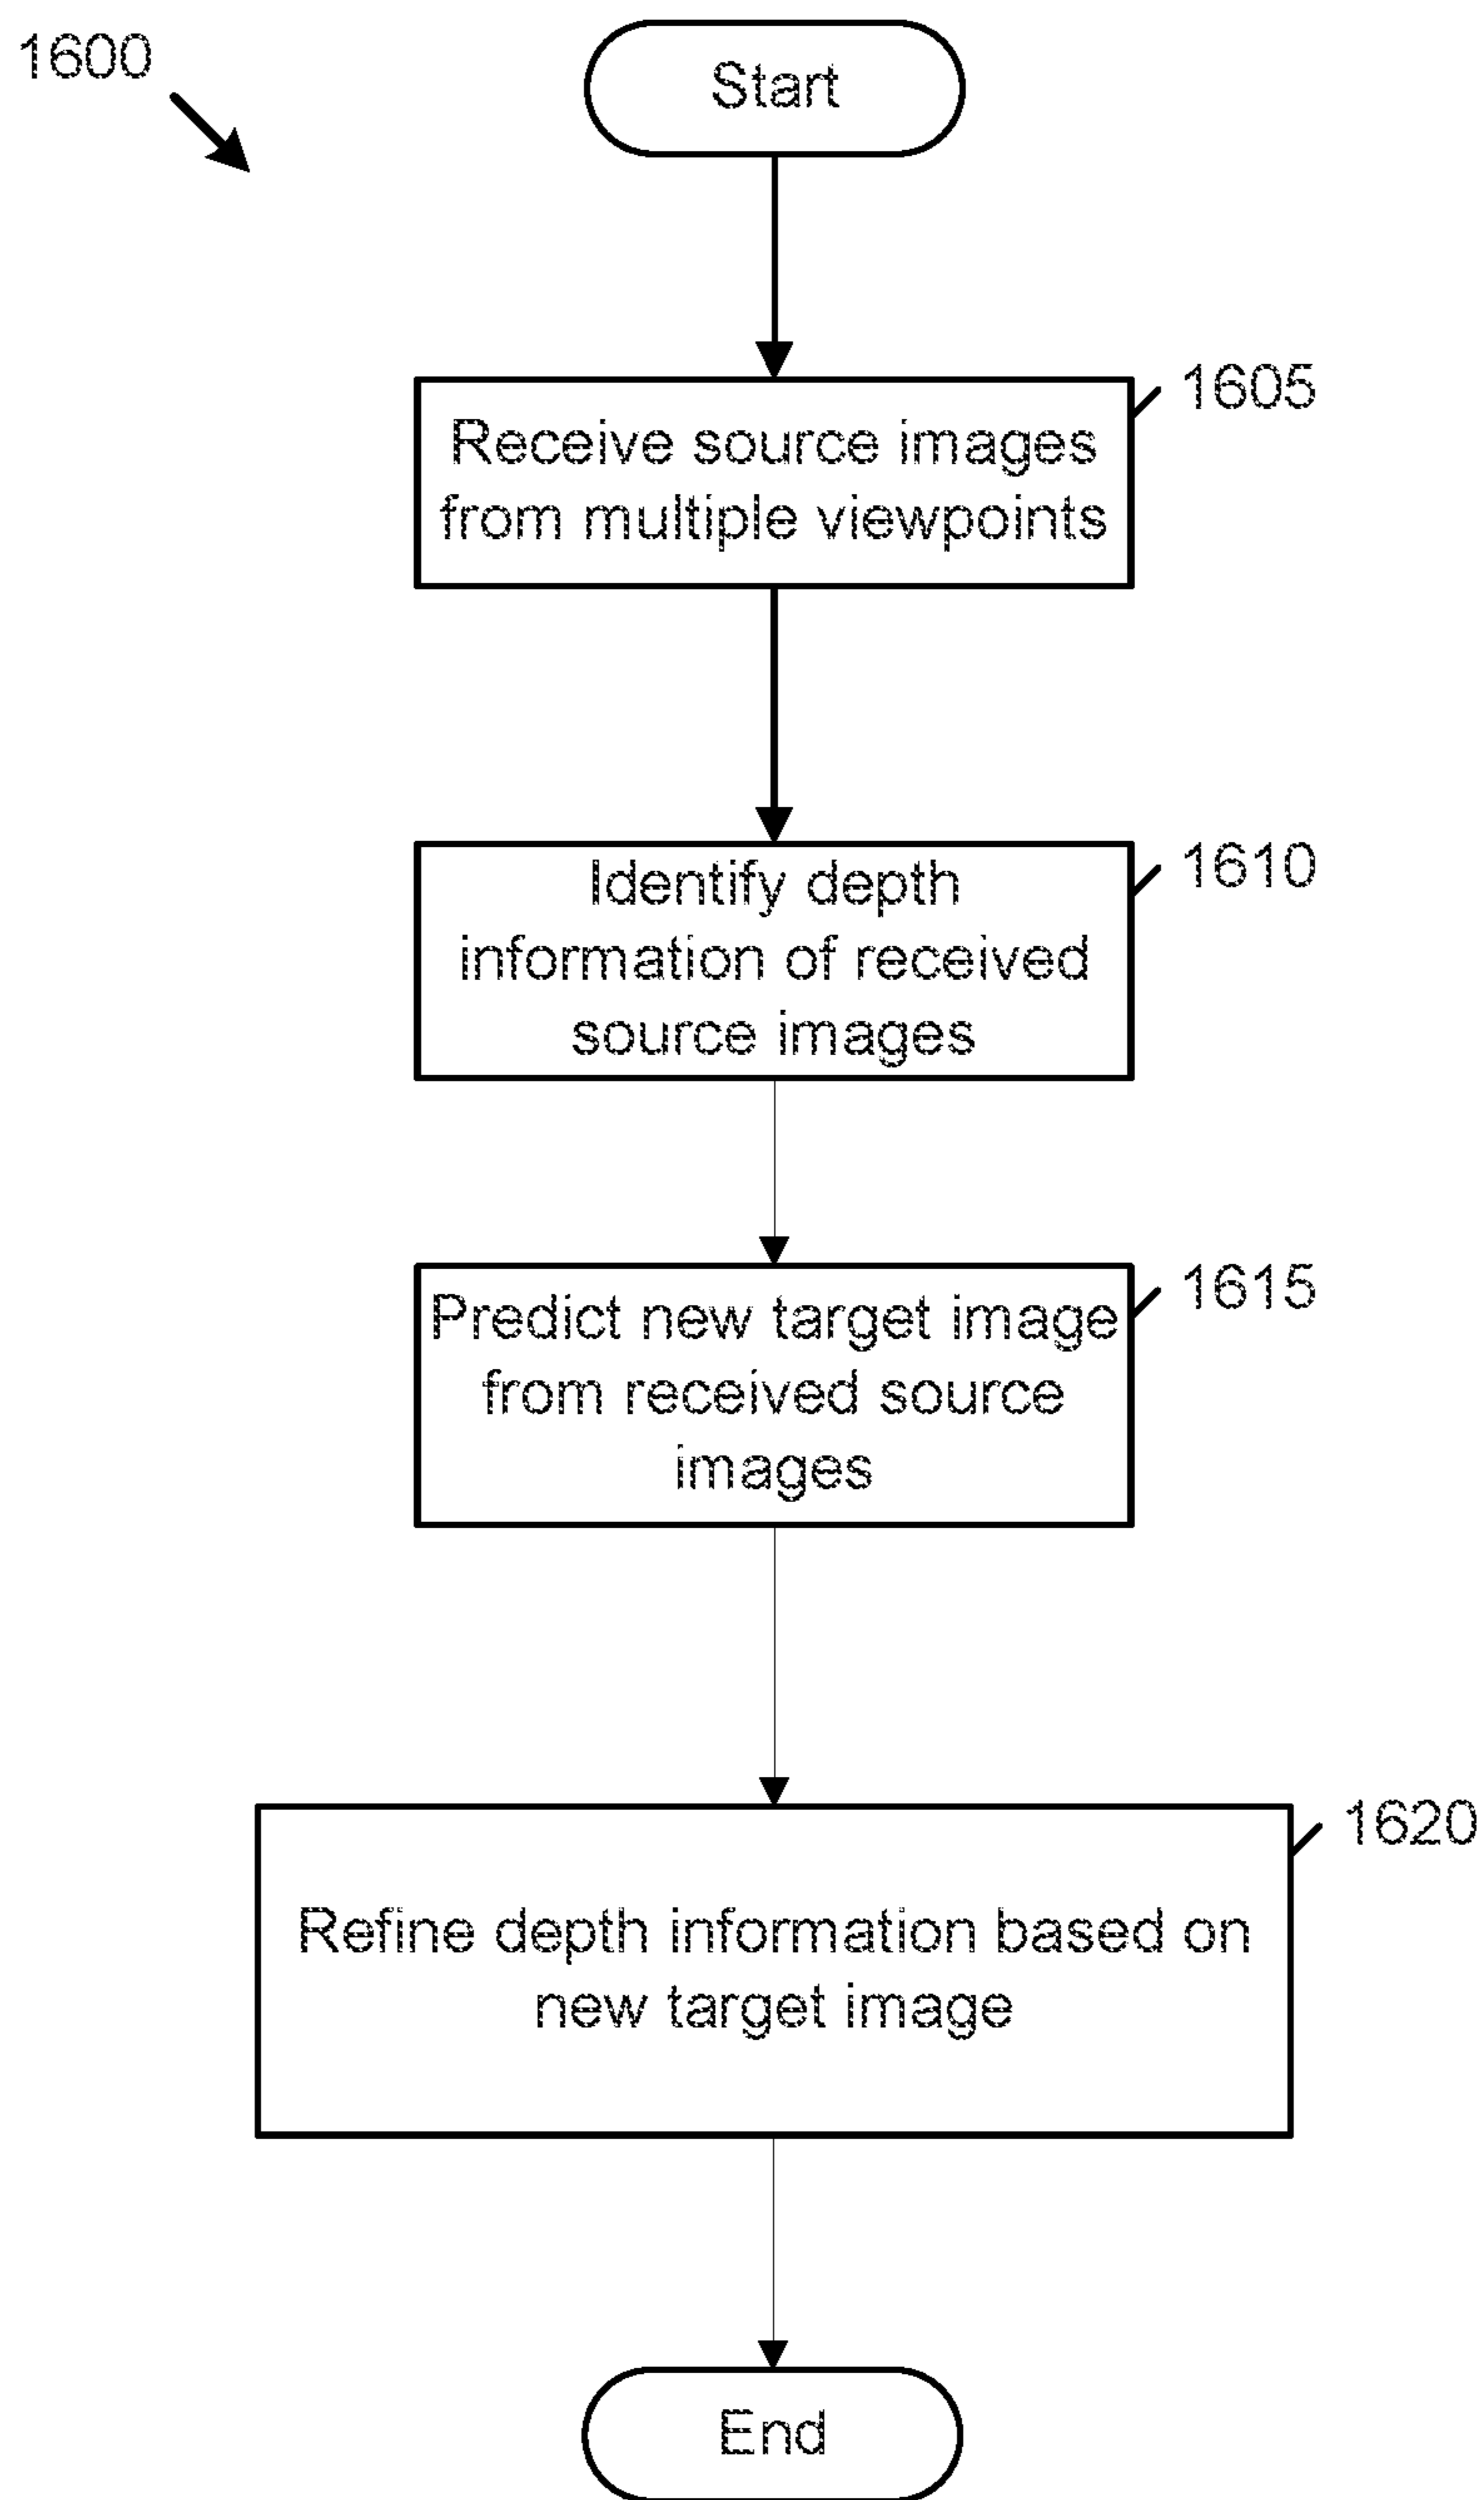 1600
Start
1605
Receive source images
from multiple viewpoints
1610
Identify depth
information of received
source images
1615
Predict new target image
from received source
images
1620
Refine depth information based on
new target image
End